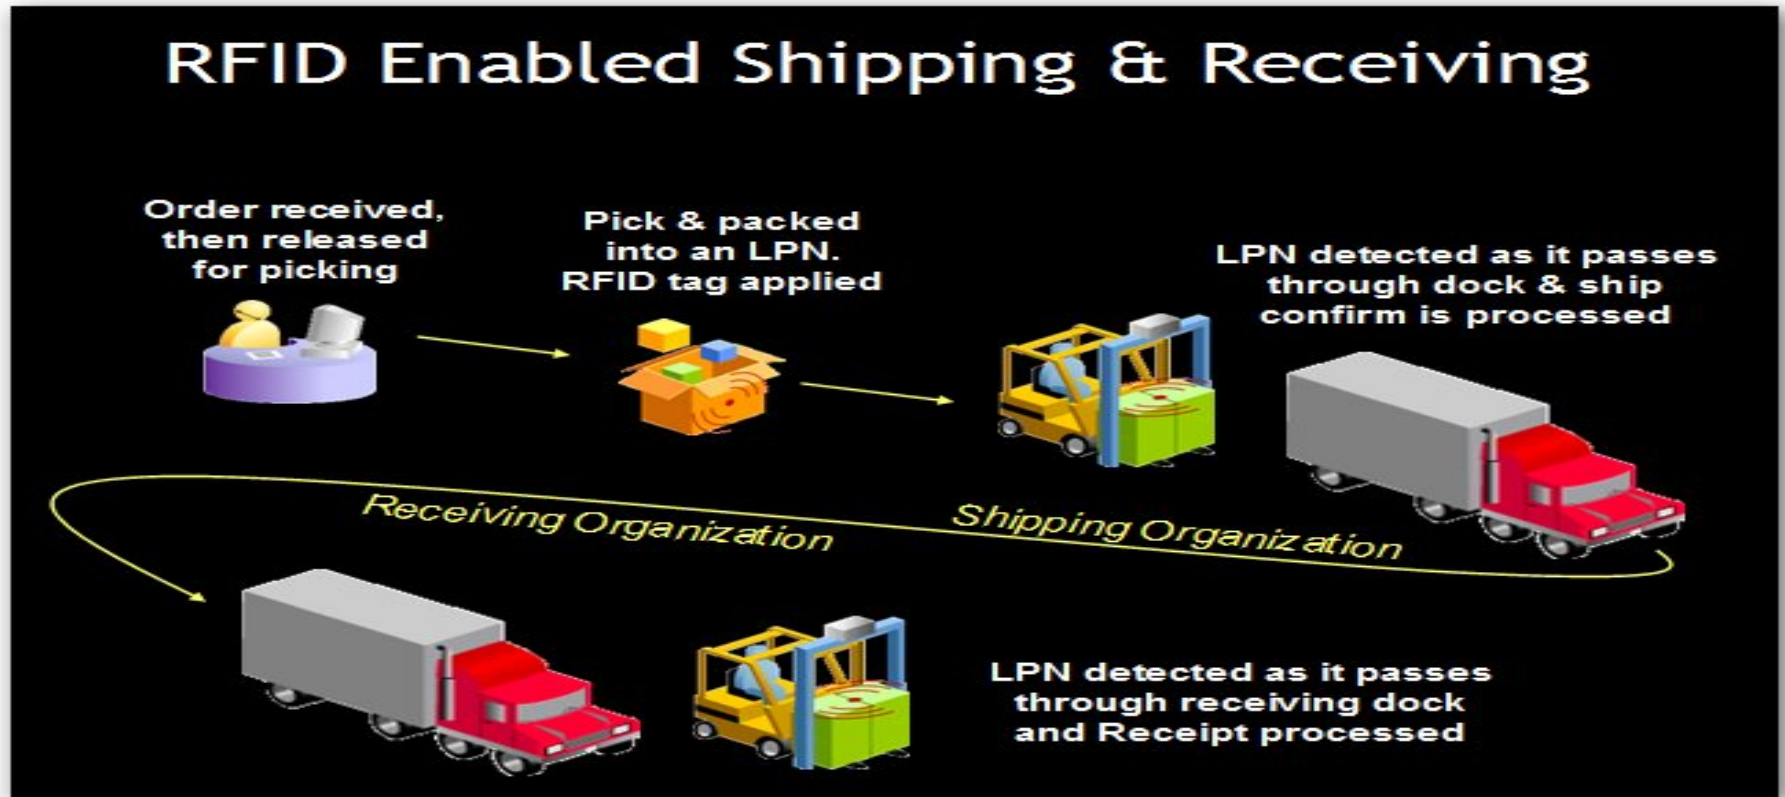 RFID Enabled Shipping & Receiving
Order received,
then released
for picking
Pick & packed
into an LPN.
RFID tag applied
LPN detected as it passes
through dock & ship
confirm is processed
Receiving Organization
Shipping Organization
LPN detected as it passes
through receiving dock
and Receipt processed